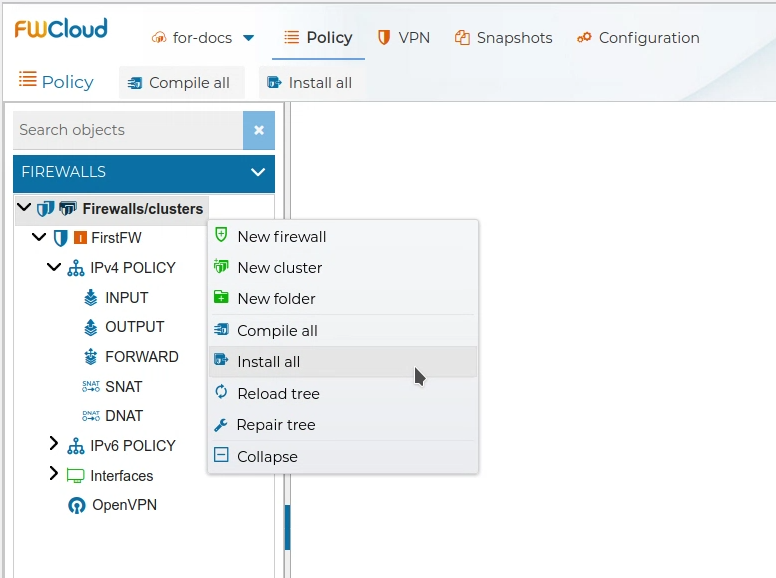 FWCloud
for-docs
Policy
VPN
Snapshots
Configuration
Policy
Compile all
Install all
Search objects
FIREWALLS
Firewalls/clusters
FirstFW
IPv4 POLICY
INPUT
OUTPUT
FORWARD
SNAT SNAT
DNAT DNAT
IPv6 POLICY
Interfaces
OpenVPN
New firewall
New cluster
New folder
Compile all
Install all
Reload tree
Repair tree
Collapse